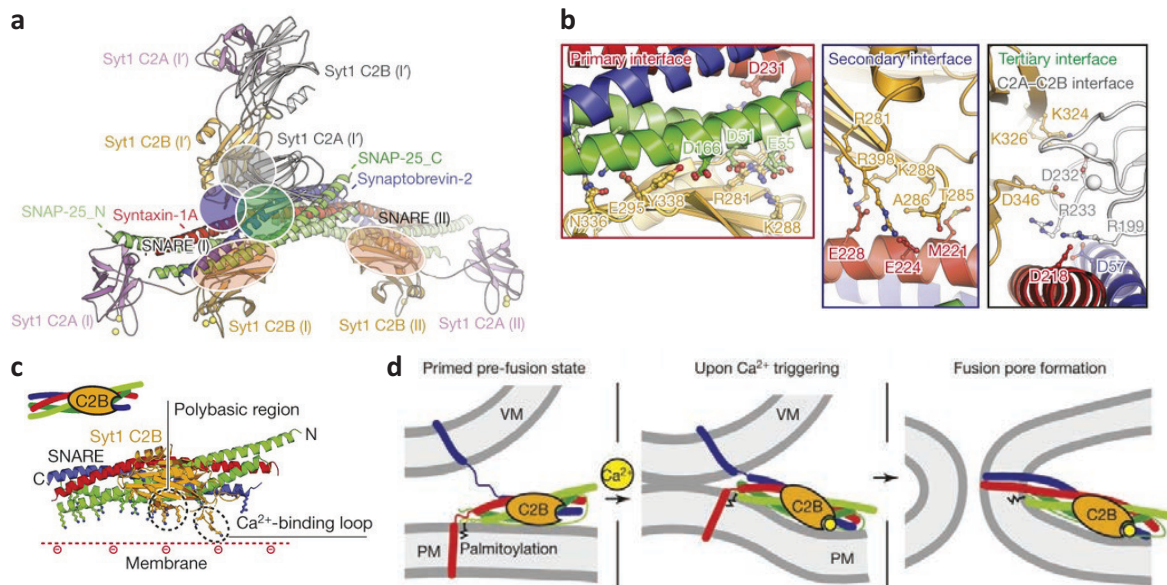 a
Syt1 C2A (I′)
Syt1 C2B (I′)
Syt1 C2B (I′)
Syt1 C2A (I′)
SNAP-25_C
Synaptobrevin-2
SNAP-25_N
Syntaxin-1A
SNARE (I)
SNARE (II)
Syt1 C2A (I)
Syt1 C2B (I)
Syt1 C2B (II)
Syt1 C2A (II)
b
Primary interface
D231
D51
D166
E55
N336
E295
Y338
R281
K288
Secondary interface
R281
R398
K288
A286
T285
E228
E224
M221
Tertiary interface
C2A–C2B interface
K324
K326
D232
D346
R233
R199
D218
D57
c
C2B
Polybasic region
Syt1 C2B
SNARE
N
C
Ca²⁺-binding loop
Membrane
d
Primed pre-fusion state
Upon Ca²⁺ triggering
Fusion pore formation
VM
C2B
PM
Palmitoylation
Ca²⁺
VM
C2B
PM
C2B